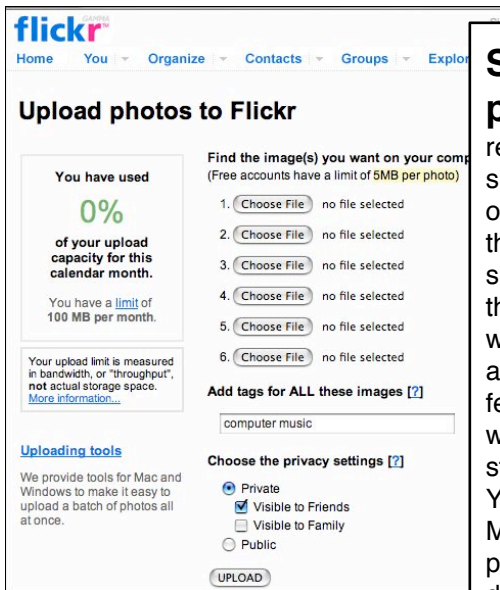 flickr GAMMA
Home You Organize Contacts Groups
Upload photos to Flickr
You have used
0%
of your upload
capacity for this
calendar month.
You have a limit of
100 MB per month.
Your upload limit is measured
in bandwidth, or "throughput",
not actual storage space.
More information...
Uploading tools
We provide tools for Mac and
Windows to make it easy to
upload a batch of photos all
at once.
Find the image(s) you want on your
(Free accounts have a limit of 5MB per photo)
1. Choose File no file selected
2. Choose File no file selected
3. Choose File no file selected
4. Choose File no file selected
5. Choose File no file selected
6. Choose File no file selected
Add tags for ALL these images [?]
computer music
Choose the privacy settings [?]
Private
Visible to Friends
Visible to Family
Public
UPLOAD